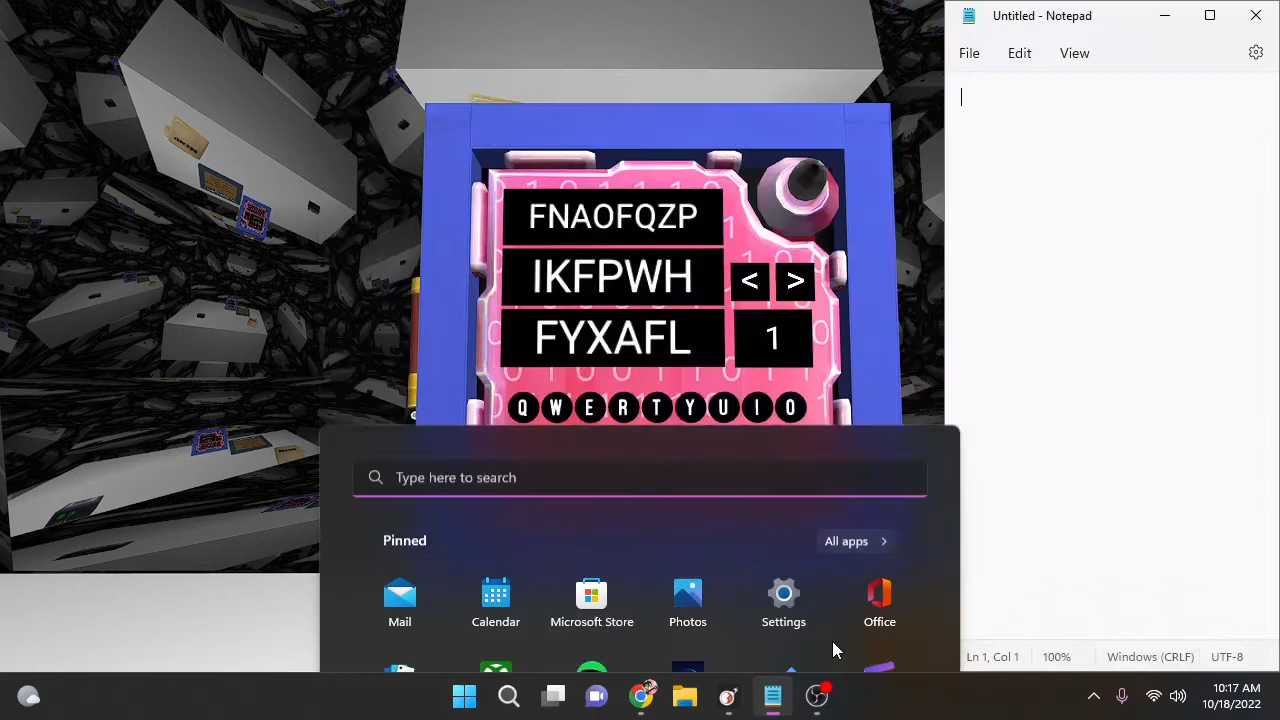 Untitled - Notepad
File Edit View
FNAOFQZP
IKFPWH
< >
FYXAFL
1
Q W E R T Y U I O
Type here to search
Pinned
All apps >
Mail Calendar Microsoft Store Photos Settings Office
Ln 1, Col 1 100% Windows (CRLF) UTF-8
10:17 AM
10/18/2022